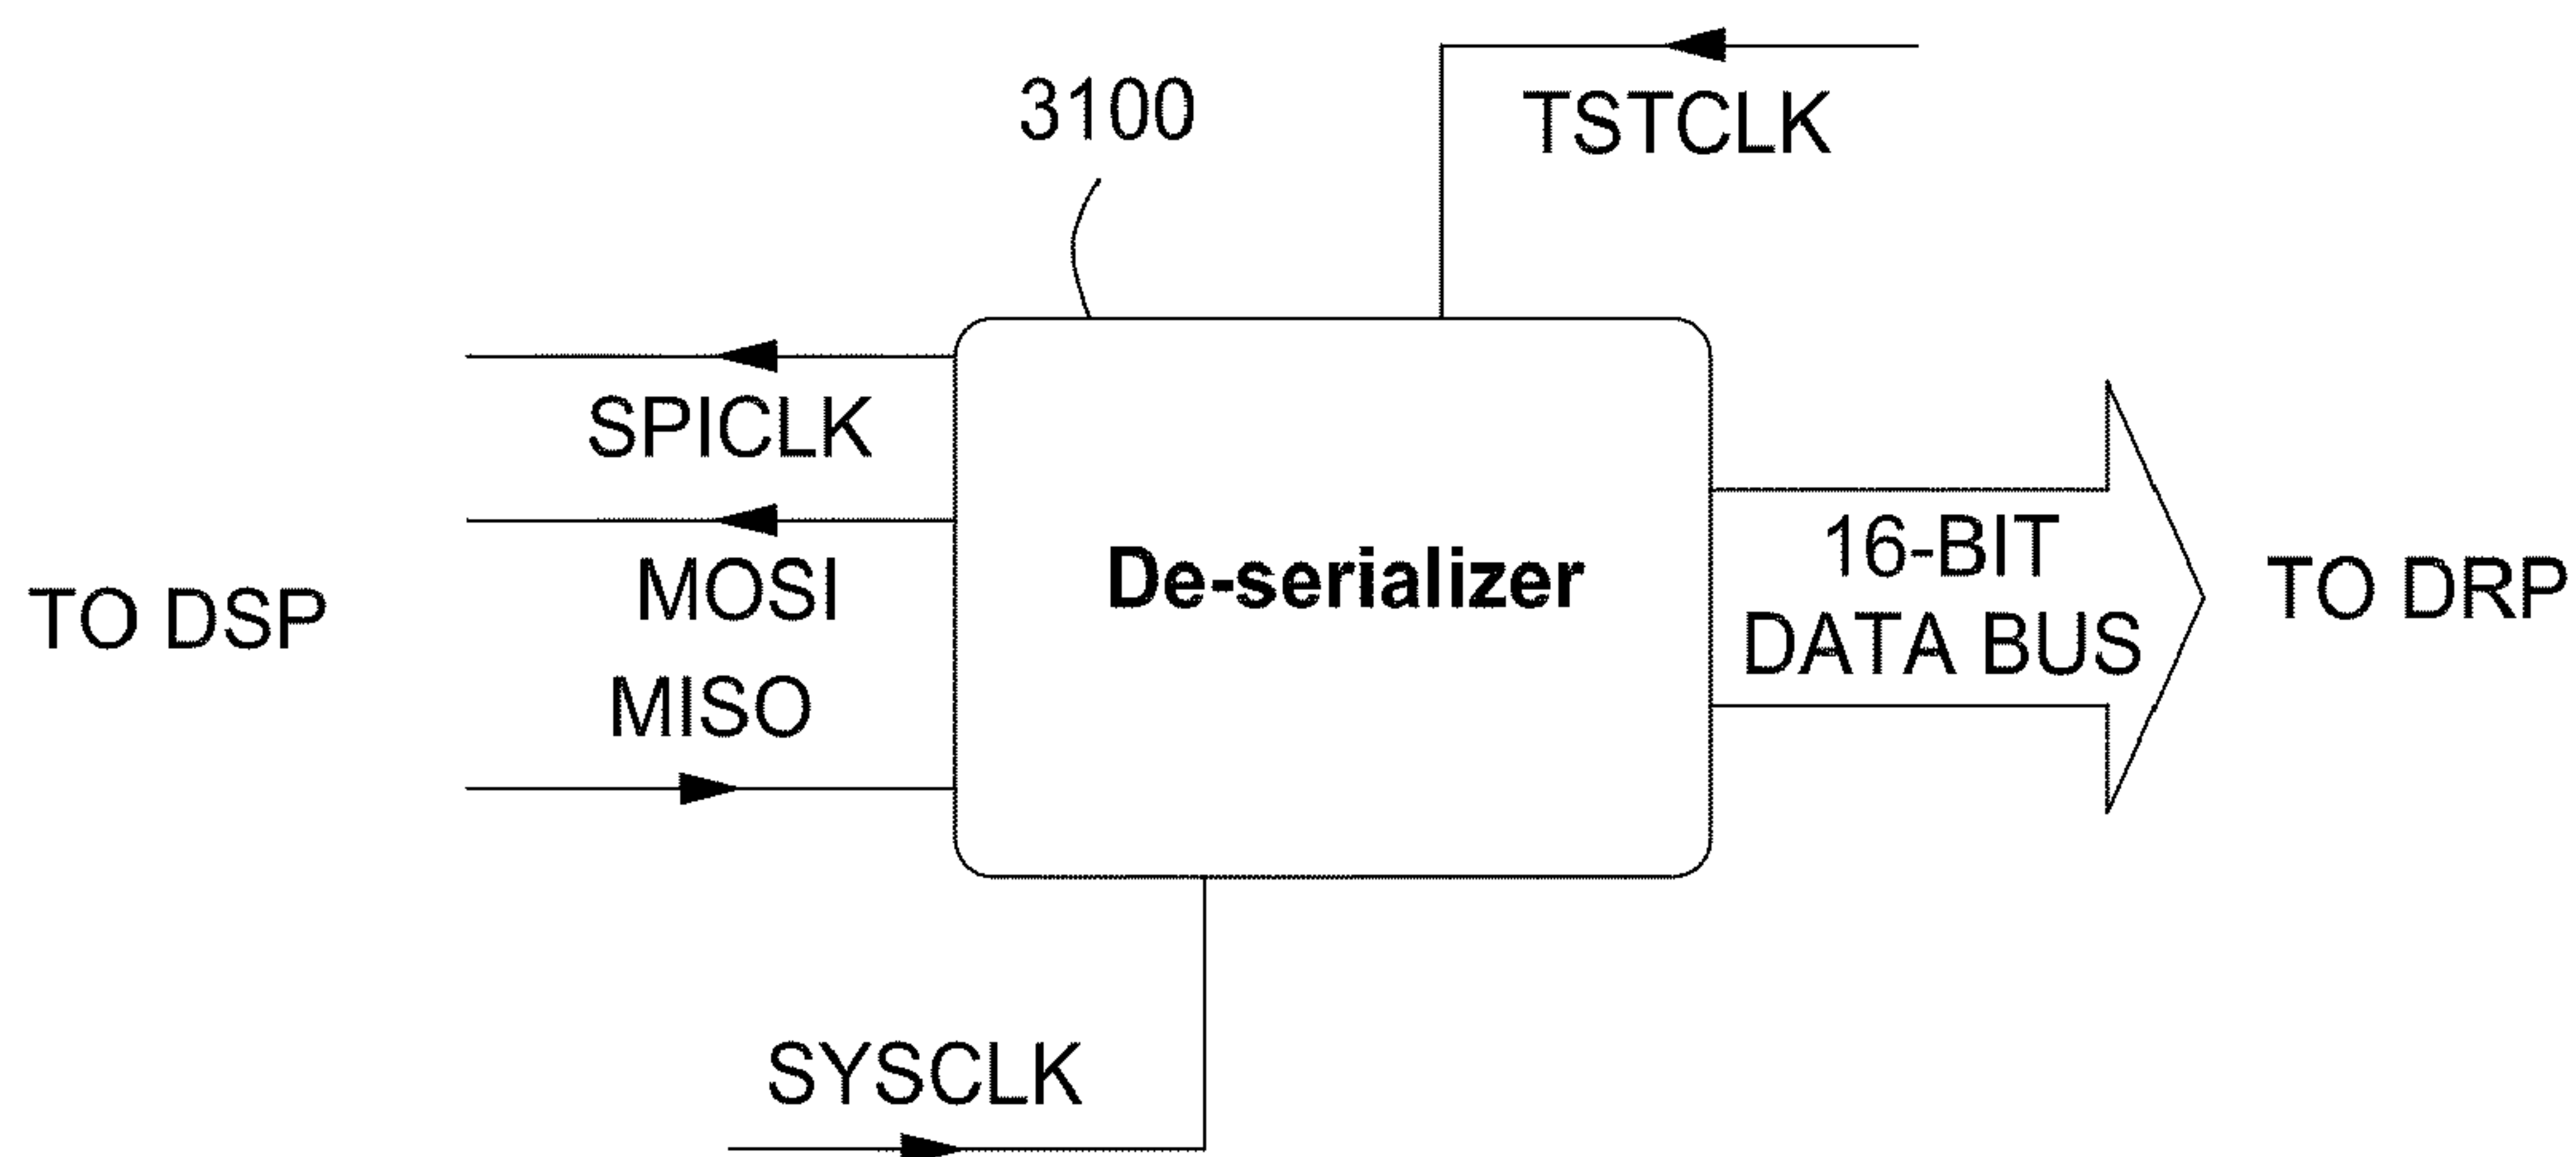 3100
TSTCLK
SPICLK
MOSI
TO DSP
MISO
De-serializer
16-BIT
DATA BUS
TO DRP
SYSCLK